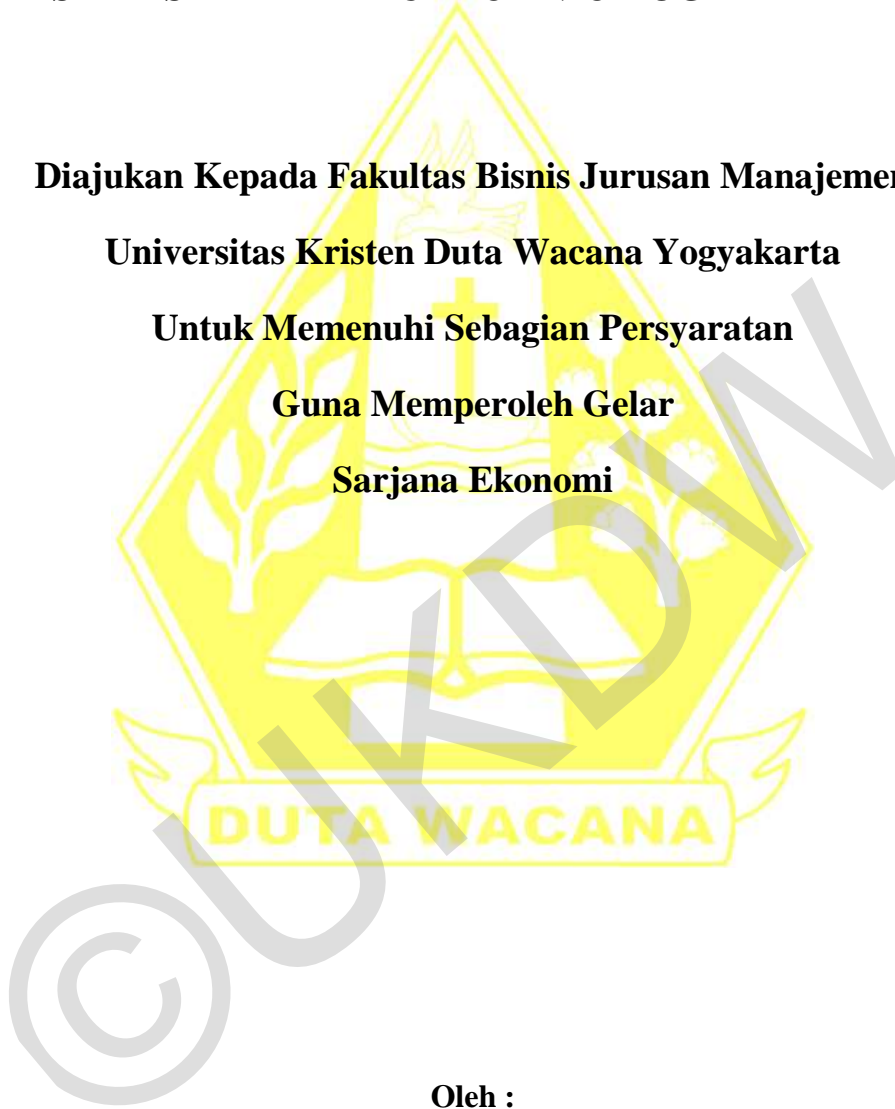 Diajukan Kepada Fakultas Bisnis Jurusan Manajemen
Universitas Kristen Duta Wacana Yogyakarta
Untuk Memenuhi Sebagian Persyaratan
Guna Memperoleh Gelar
Sarjana Ekonomi
DUTA WACANA
©UKDW
Oleh :